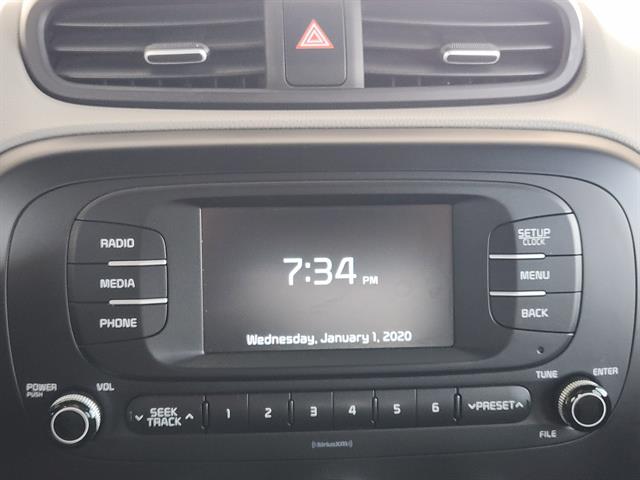 RADIO
MEDIA
PHONE
7:34 PM
Wednesday, January 1, 2020
SETUP
CLOCK
MENU
BACK
POWER
PUSH
VOL
SEEK
TRACK
1 2 3 4 5 6
PRESET
TUNE
ENTER
FILE
SiriusXM